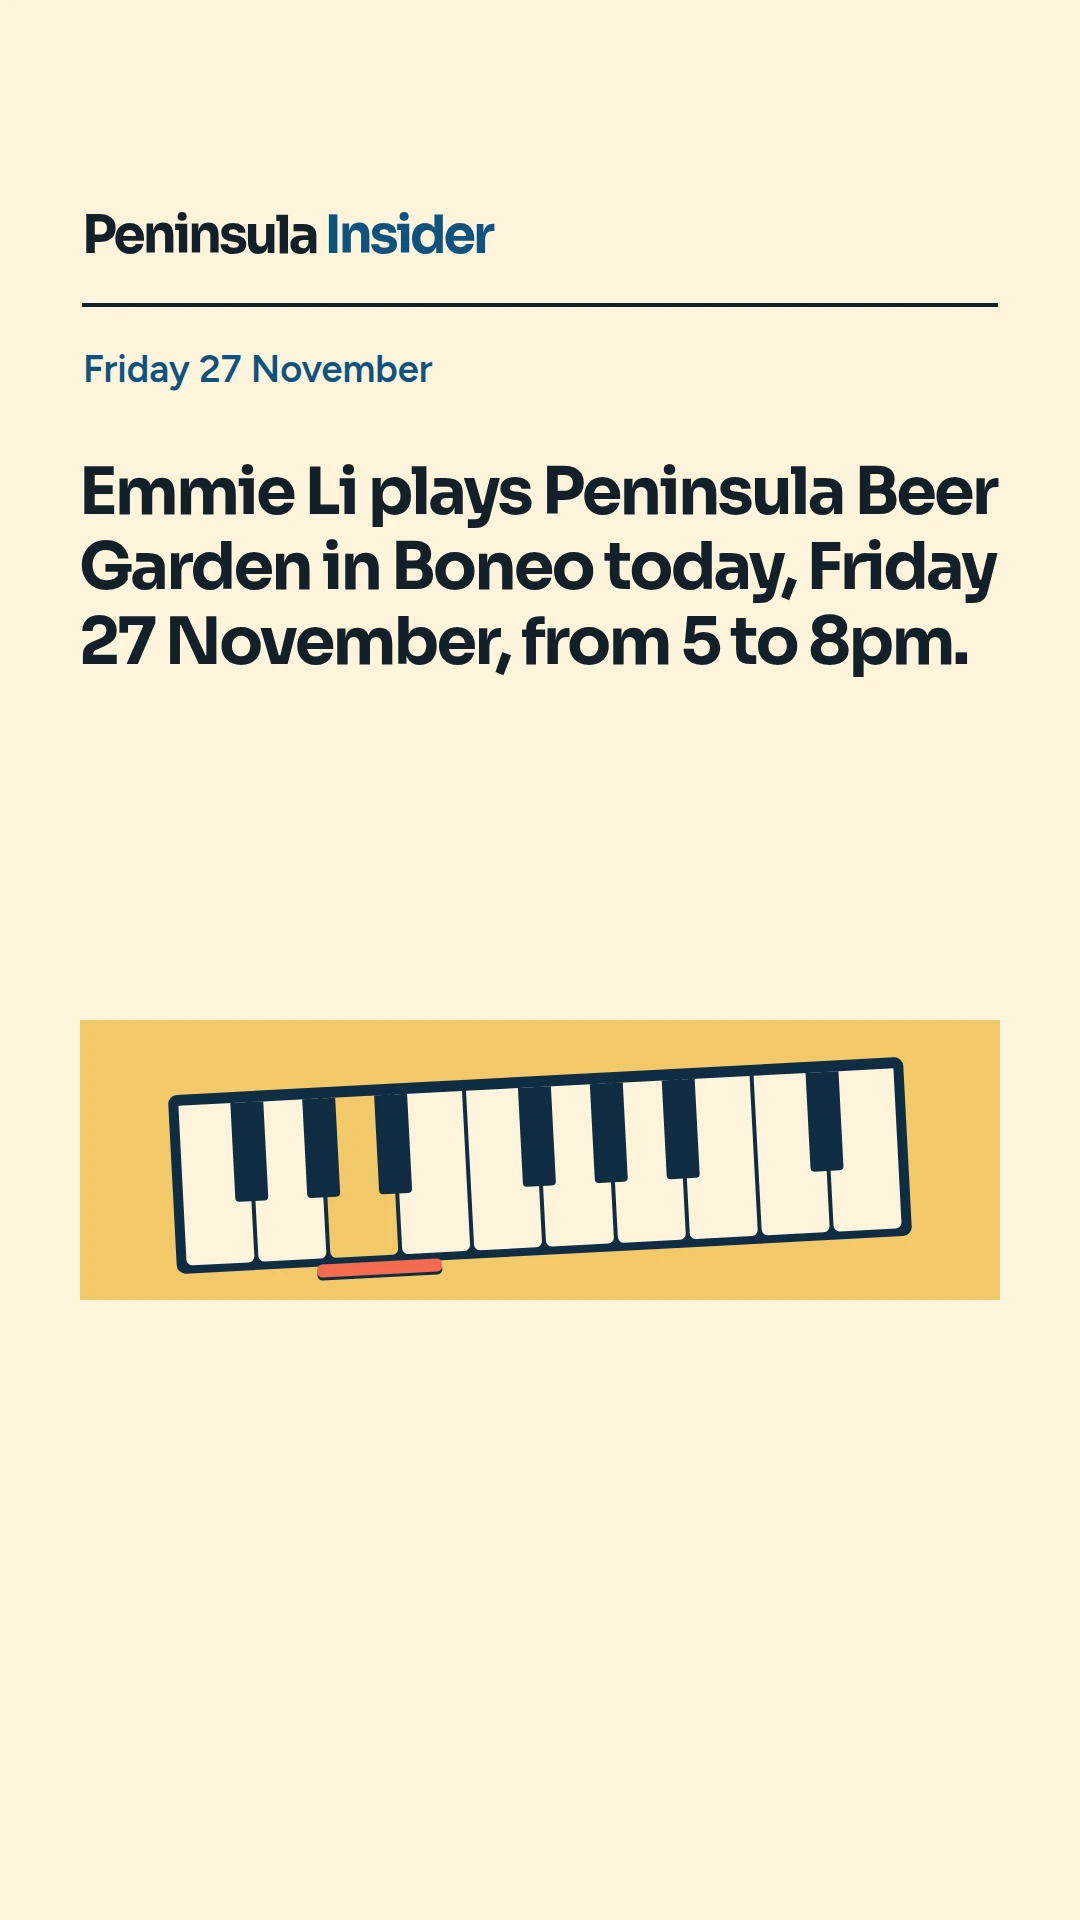 Peninsula Insider
Friday 27 November
Emmie Li plays Peninsula Beer
Garden in Boneo today, Friday
27 November, from 5 to 8pm.